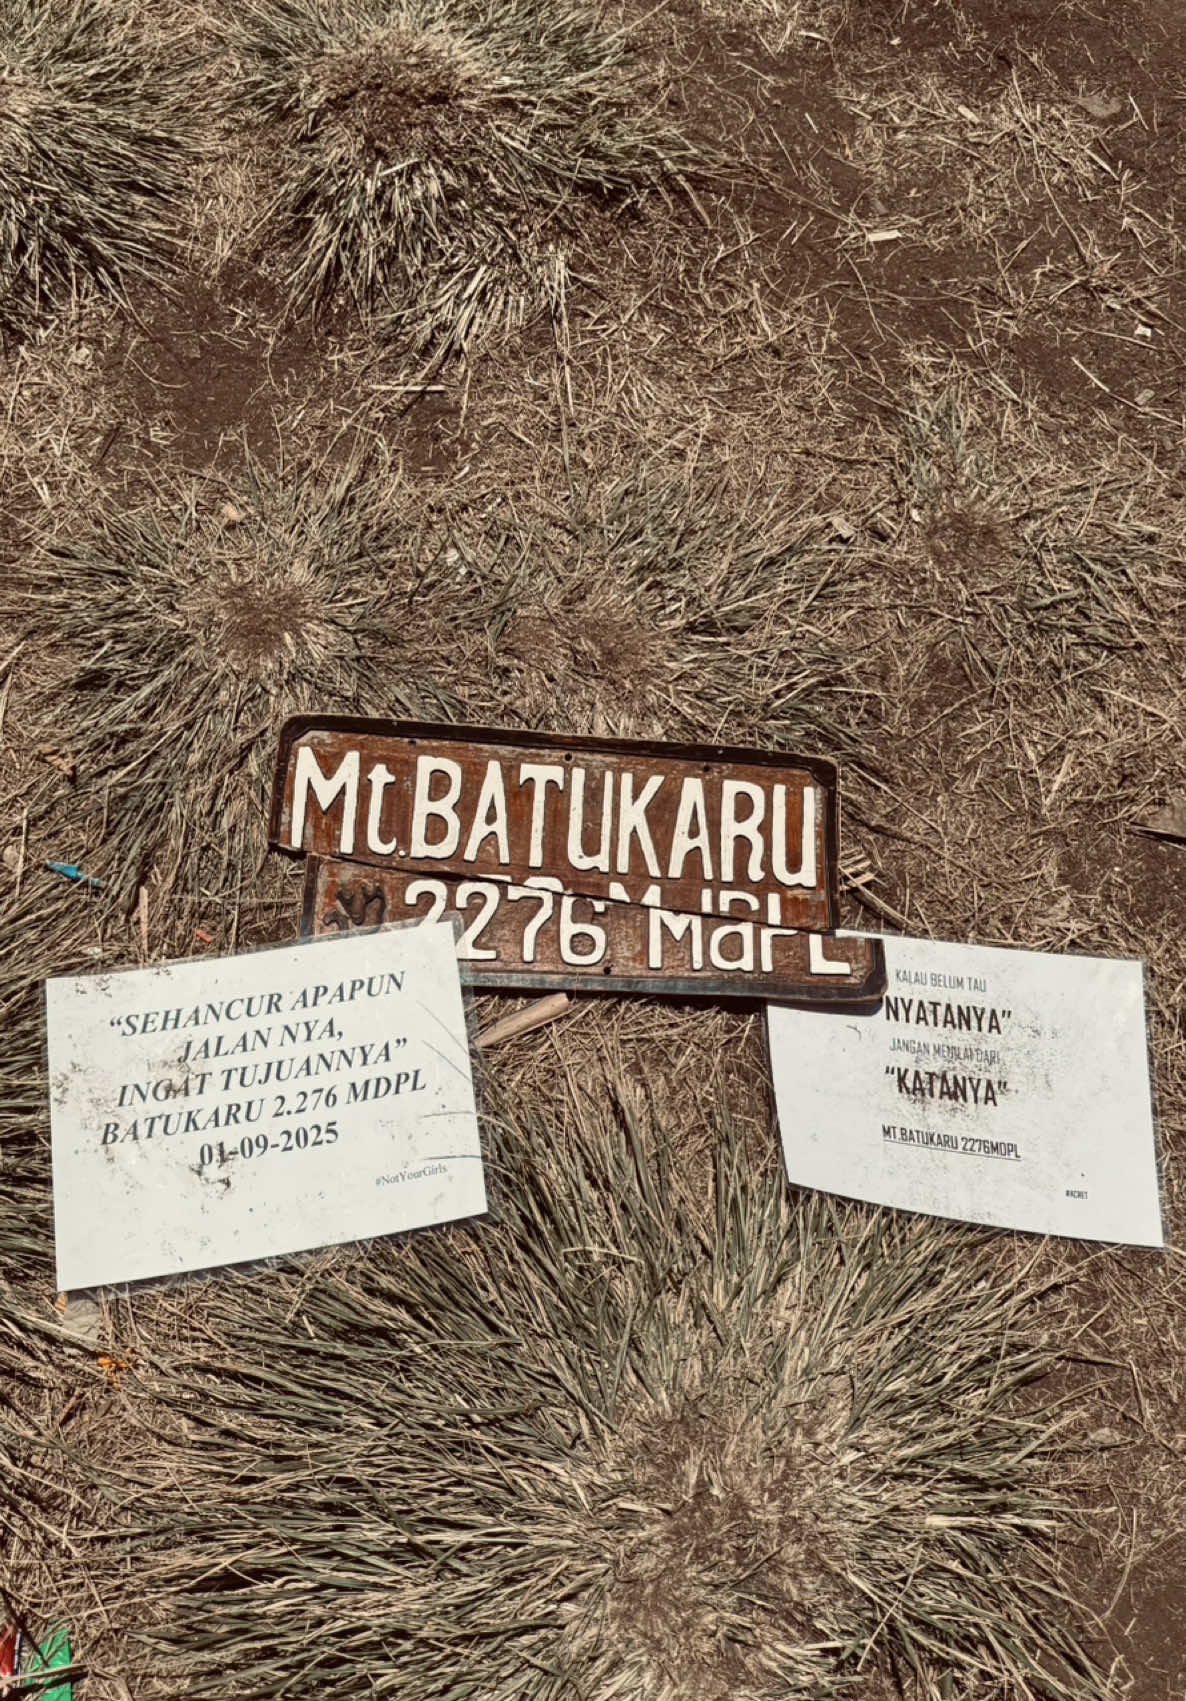 Mt.BATUKARU
2276 MdPL
“SEHANCUR APAPUN
JALAN NYA,
INGAT TUJUANNYA”
BATUKARU 2.276 MDPL
01-09-2025
#NotYourGirls
KALAU BELUM TAU
"NYATANYA"
JANGAN MENILAI DARI
“KATANYA”
MT.BATUKARU 2276MDPL